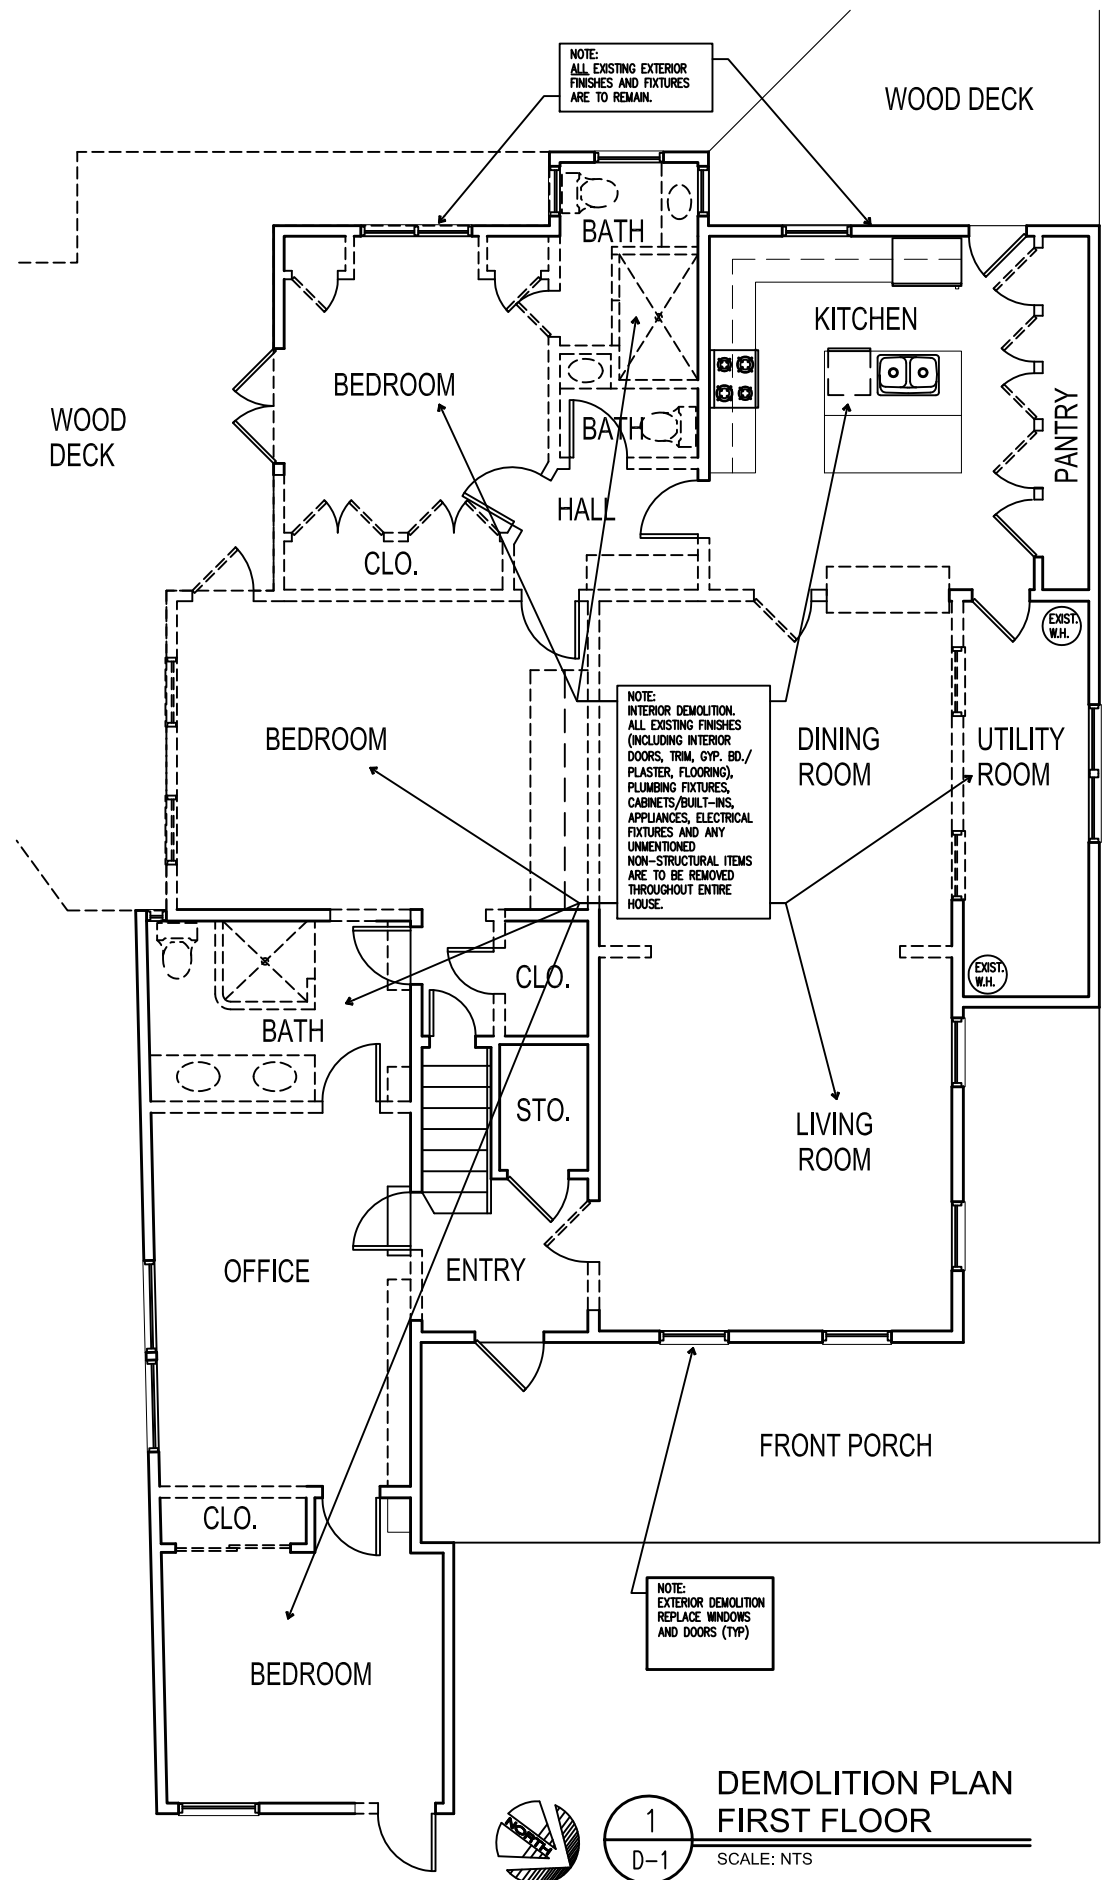 NOTE:
ALL EXISTING EXTERIOR
FINISHES AND FIXTURES
ARE TO REMAIN.
WOOD DECK
BATH
KITCHEN
BEDROOM
WOOD
DECK
BATH
PANTRY
HALL
CLO.
EXIST.
W.H.
NOTE:
INTERIOR DEMOLITION.
ALL EXISTING FINISHES
(INCLUDING INTERIOR
DOORS, TRIM, GYP. BD./
PLASTER, FLOORING),
PLUMBING FIXTURES,
CABINETS/BUILT-INS,
APPLIANCES, ELECTRICAL
FIXTURES AND ANY
UNMENTIONED
NON-STRUCTURAL ITEMS
ARE TO BE REMOVED
THROUGHOUT ENTIRE
HOUSE.
BEDROOM
DINING
ROOM
UTILITY
ROOM
CLO.
EXIST.
W.H.
BATH
STO.
LIVING
ROOM
OFFICE
ENTRY
FRONT PORCH
CLO.
NOTE:
EXTERIOR DEMOLITION
REPLACE WINDOWS
AND DOORS (TYP)
BEDROOM
NORTH
1
D-1
DEMOLITION PLAN
FIRST FLOOR
SCALE: NTS